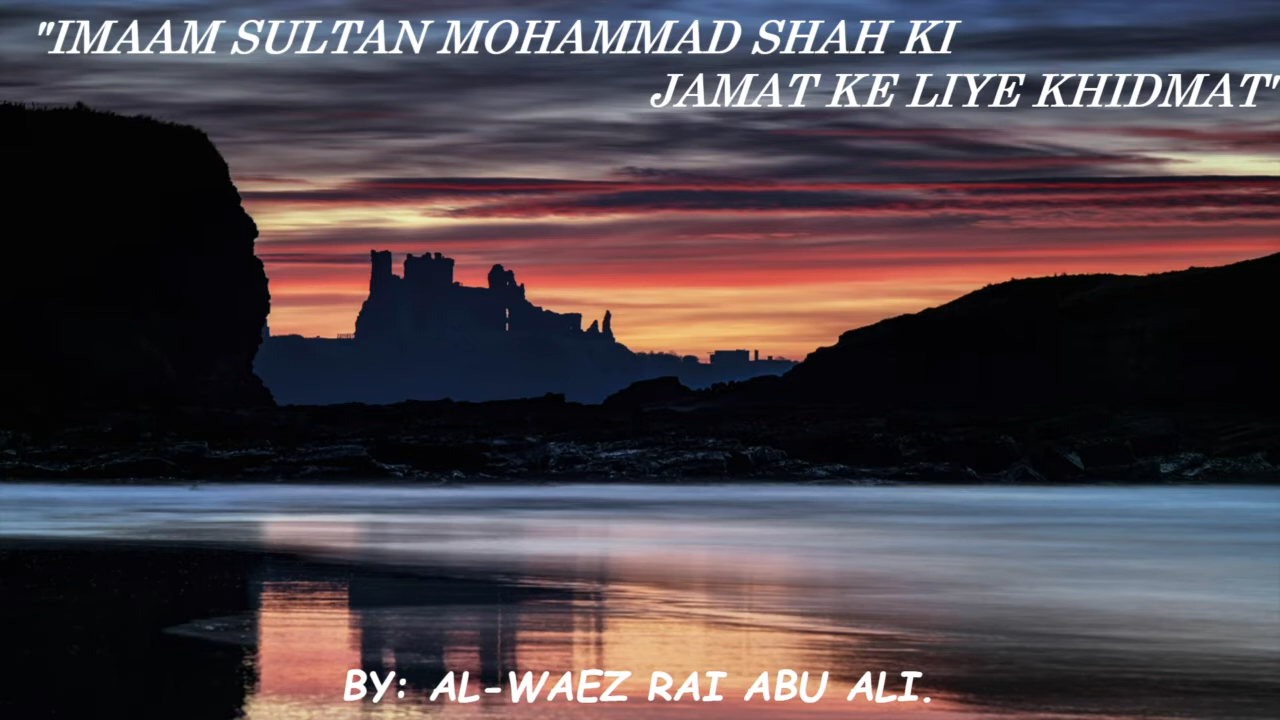 "IMAAM SULTAN MOHAMMAD SHAH KI
JAMAT KE LIYE KHIDMAT"
BY: AL-WAEZ RAI ABU ALI.